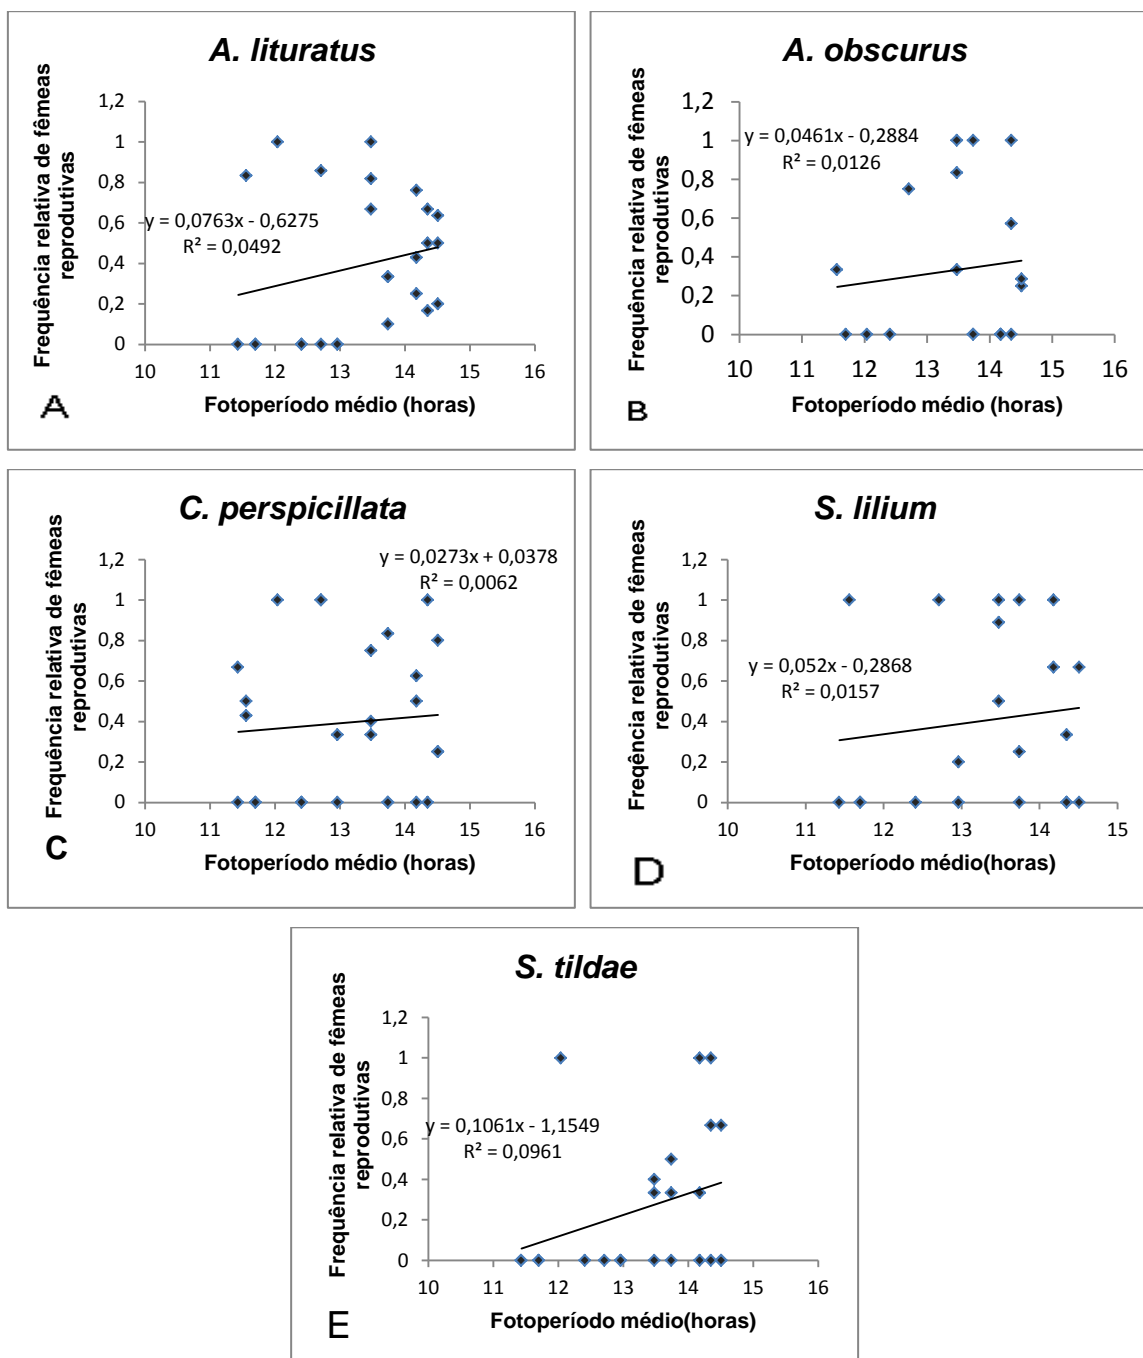 A. lituratus
Frequência relativa de fêmeas
reprodutivas
1,2
1
0,8
0,6
0,4
0,2
0
y = 0,0763x - 0,6275
R² = 0,0492
10 11 12 13 14 15 16
Fotoperíodo médio (horas)
A
A. obscurus
Frequência relativa de fêmeas
reprodutivas
1,2
1
0,8
0,6
0,4
0,2
0
y = 0,0461x - 0,2884
R² = 0,0126
10 11 12 13 14 15 16
Fotoperíodo médio (horas)
B
C. perspicillata
Frequência relativa de fêmeas
reprodutivas
1,2
1
0,8
0,6
0,4
0,2
0
y = 0,0273x + 0,0378
R² = 0,0062
10 11 12 13 14 15 16
Fotoperíodo médio (horas)
C
S. lilium
Freqência relativa de fêmeas
reprodutivas
1,2
1
0,8
0,6
0,4
0,2
0
y = 0,052x - 0,2868
R² = 0,0157
10 11 12 13 14 15
Fotoperíodo médio(horas)
D
S. tildae
Frequência relativa de fêmeas
reprodutivas
1,2
1
0,8
0,6
0,4
0,2
0
y = 0,1061x - 1,1549
R² = 0,0961
10 11 12 13 14 15 16
Fotoperíodo médio(horas)
E